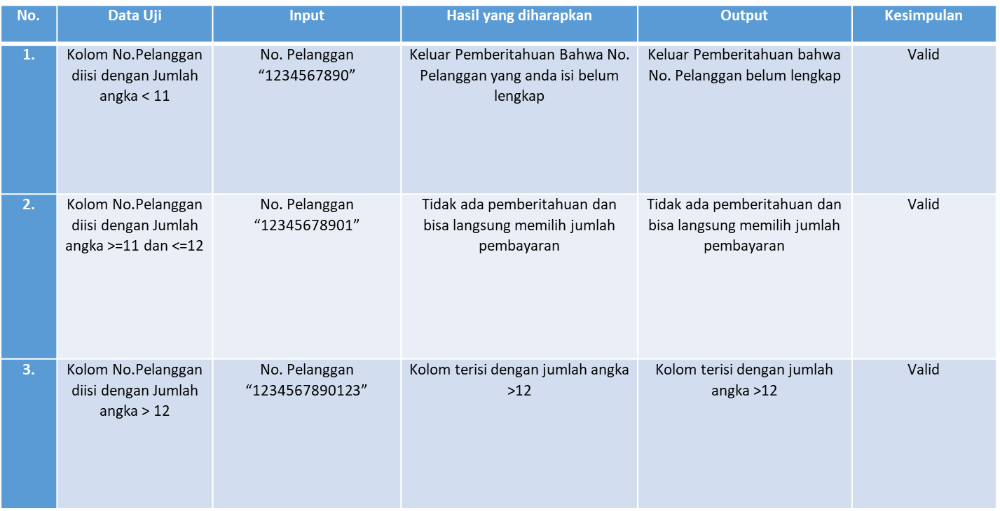 No.
Data Uji
Input
Hasil yang diharapkan
Output
Kesimpulan
1.
Kolom No.Pelanggan
diisi dengan Jumlah
angka < 11
No. Pelanggan
“1234567890”
Keluar Pemberitahuan Bahwa No.
Pelanggan yang anda isi belum
lengkap
Keluar Pemberitahuan bahwa
No. Pelanggan belum lengkap
Valid
2.
Kolom No.Pelanggan
diisi dengan Jumlah
angka >=11 dan <=12
No. Pelanggan
“12345678901”
Tidak ada pemberitahuan dan
bisa langsung memilih jumlah
pembayaran
Tidak ada pemberitahuan dan
bisa langsung memilih jumlah
pembayaran
Valid
3.
Kolom No.Pelanggan
diisi dengan Jumlah
angka > 12
No. Pelanggan
“1234567890123”
Kolom terisi dengan jumlah angka
>12
Kolom terisi dengan jumlah
angka >12
Valid